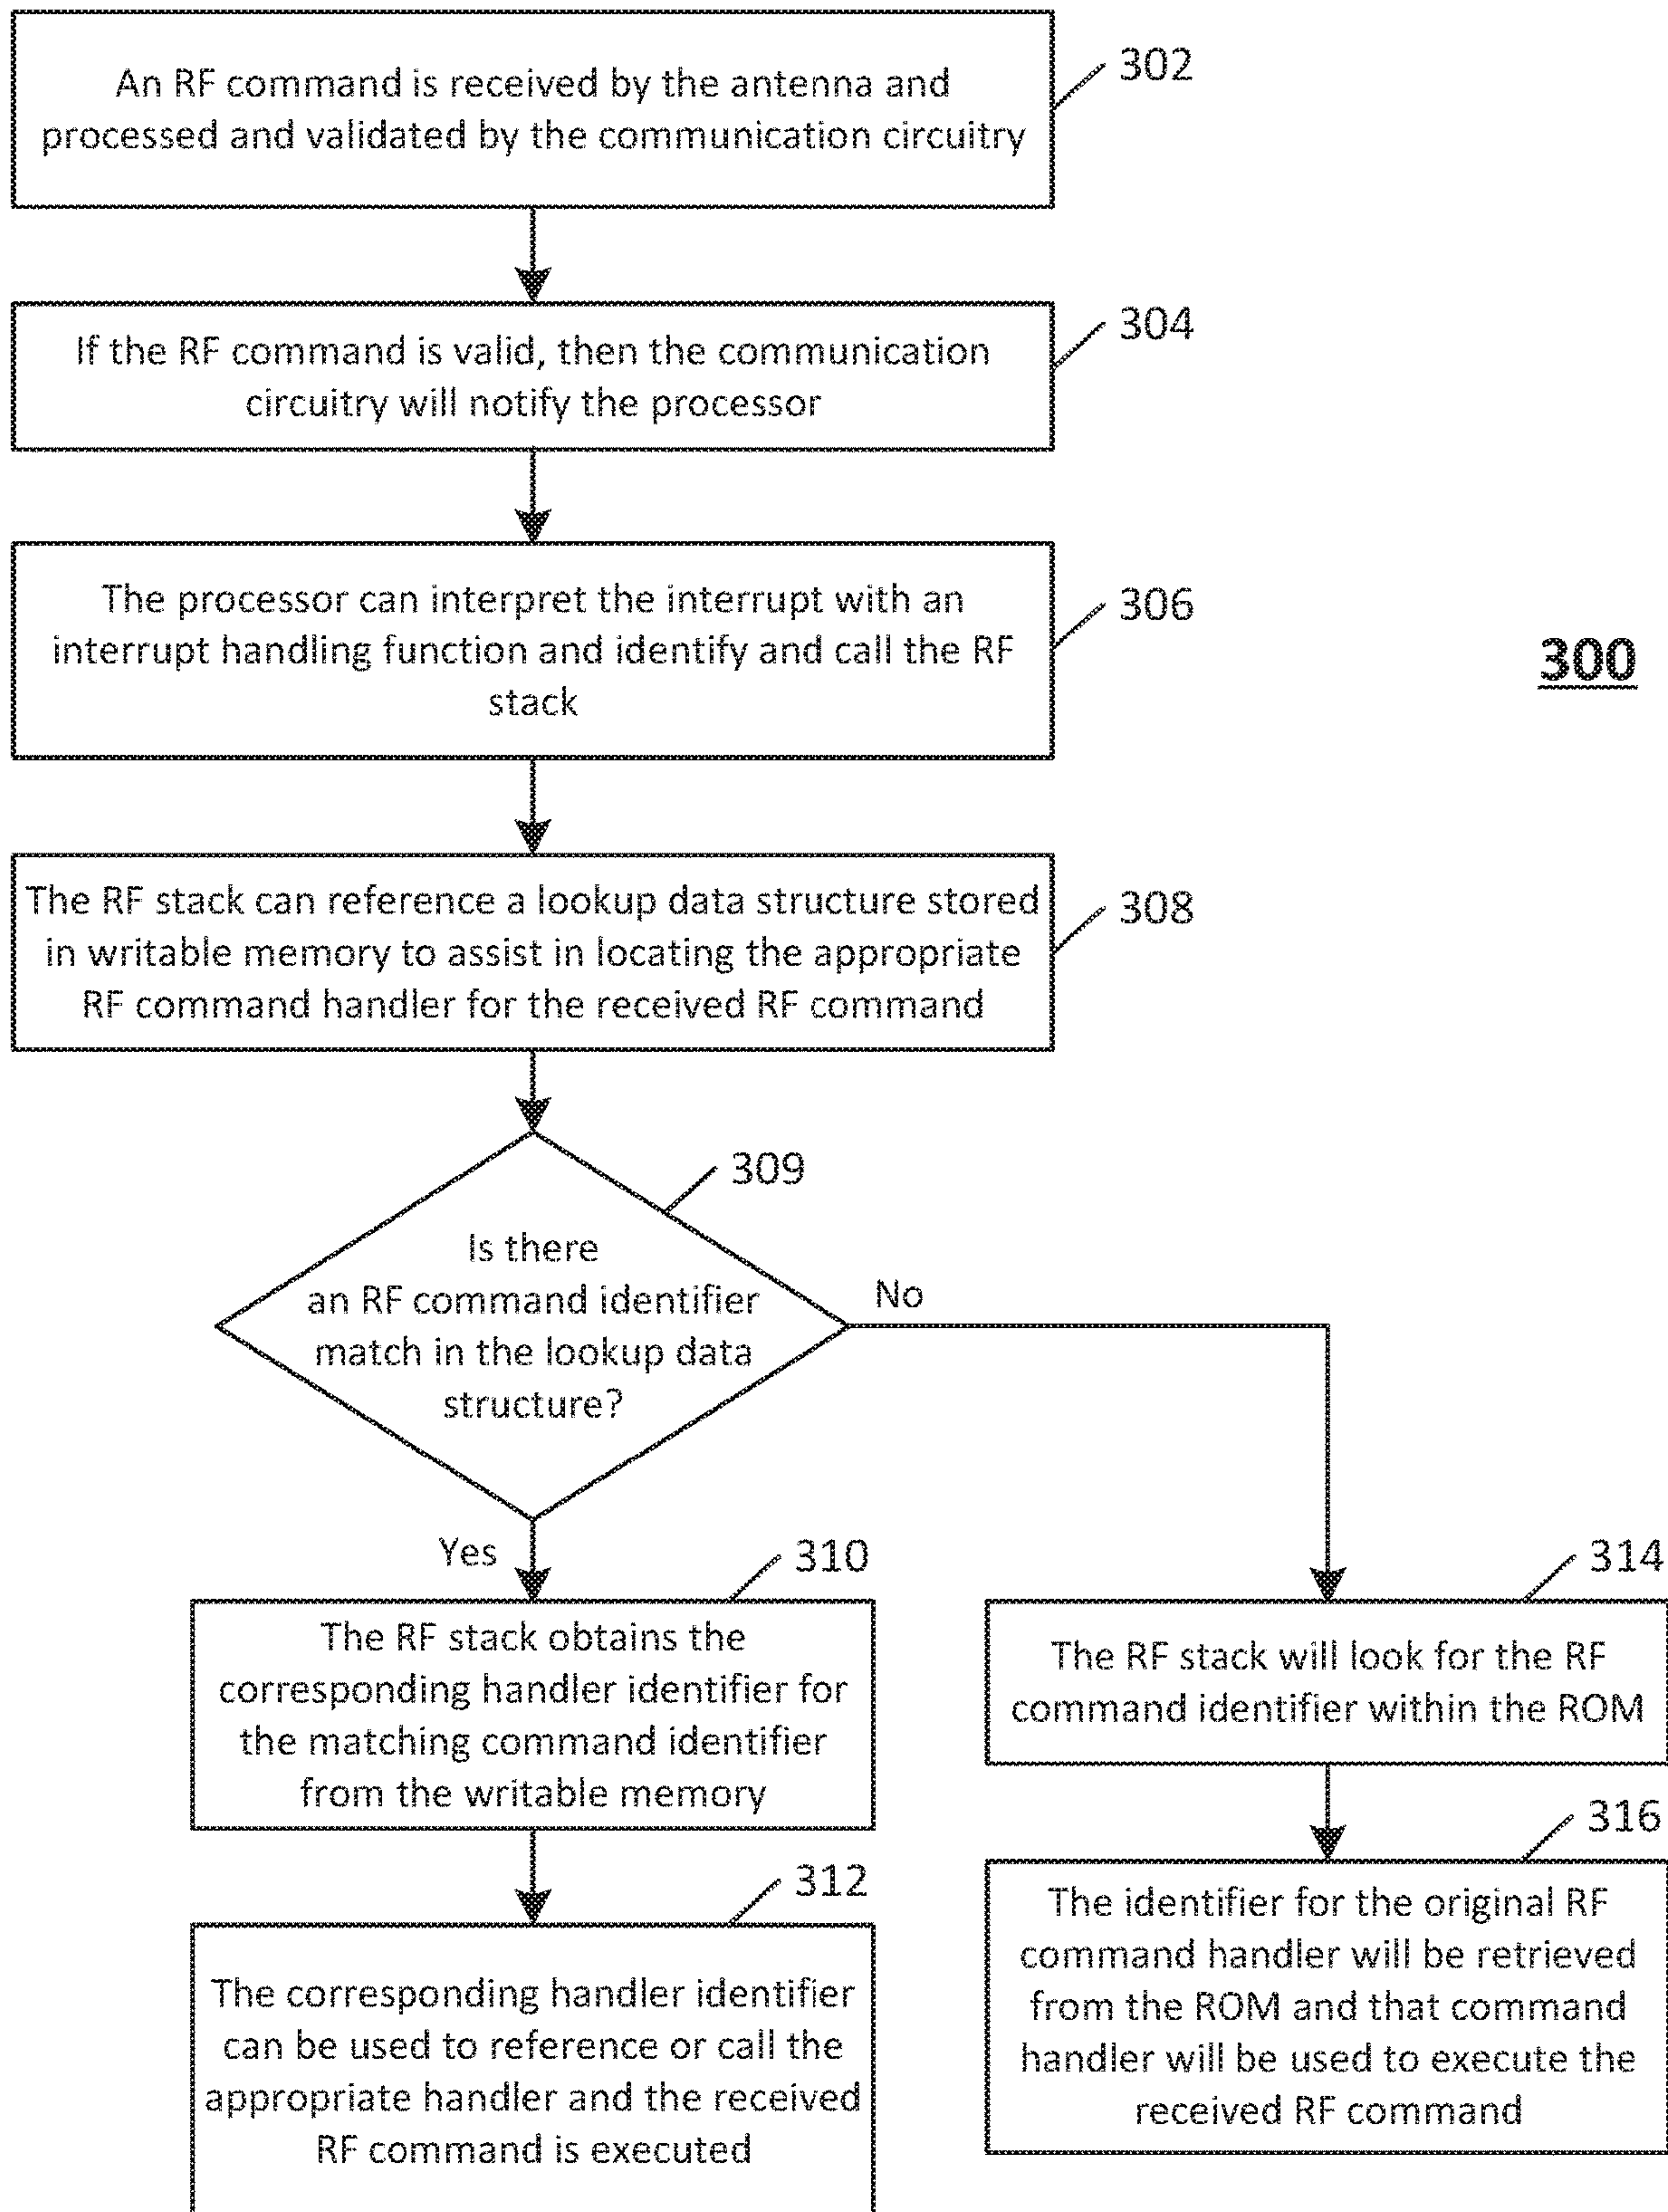 An RF command is received by the antenna and
processed and validated by the communication circuitry
302
If the RF command is valid, then the communication
circuitry will notify the processor
304
The processor can interpret the interrupt with an
interrupt handling function and identify and call the RF
stack
306
300
The RF stack can reference a lookup data structure stored
in writable memory to assist in locating the appropriate
RF command handler for the received RF command
308
309
Is there
an RF command identifier
match in the lookup data
structure?
No
Yes
310
The RF stack obtains the
corresponding handler identifier for
the matching command identifier
from the writable memory
314
The RF stack will look for the RF
command identifier within the ROM
312
The corresponding handler identifier
can be used to reference or call the
appropriate handler and the received
RF command is executed
316
The identifier for the original RF
command handler will be retrieved
from the ROM and that command
handler will be used to execute the
received RF command